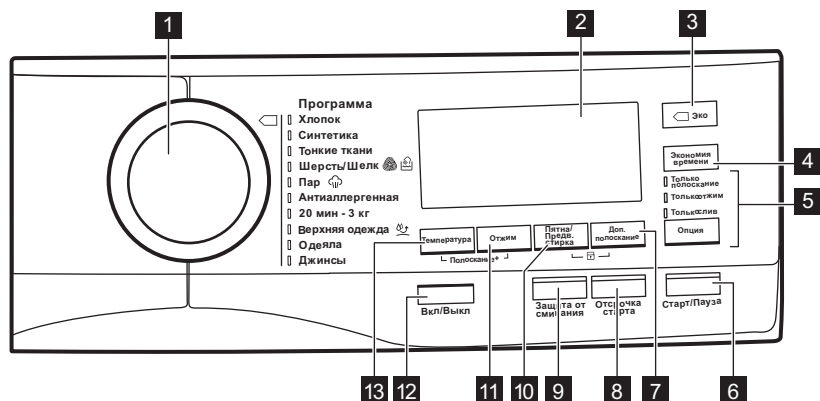 1
2
3
Программа
Хлопок
Синтетика
Тонкие ткани
Шерсть/Шелк
Пар
Антиаллергенная
20 мин - 3 кг
Верхняя одежда
Одеяла
Джинсы
Эко
Экономия
времени
4
Только
полоскание
Только отжим
Только слив
5
Опция
Температура
Отжим
Пятна/
Предв.
стирка
Доп.
полоскание
Полоскание+
Вкл/Выкл
Защита от
сминания
Отсрочка
старта
Старт/Пауза
13
12
11
10
9
8
7
6